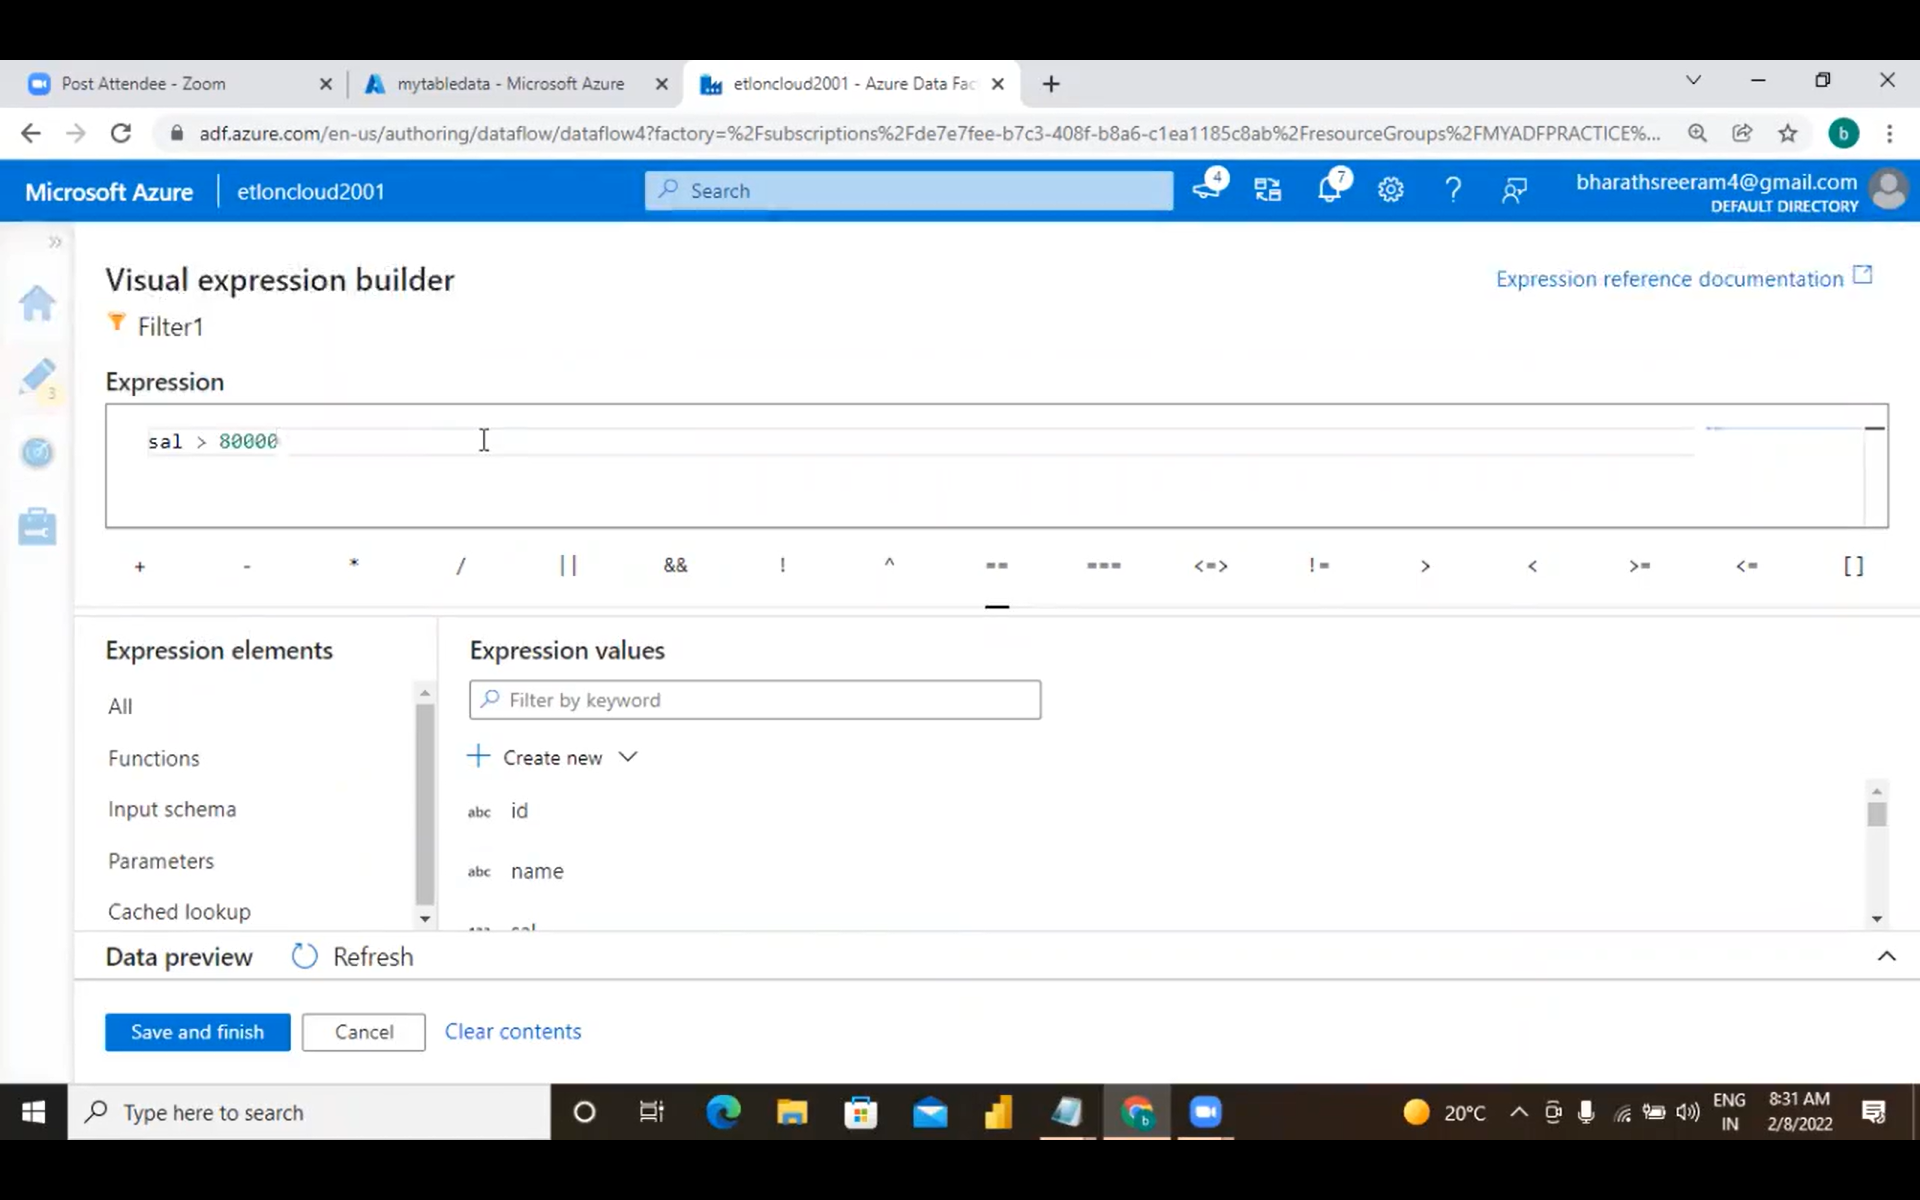 Post Attendee - Zoom
mytabledata - Microsoft Azure
etloncloud2001 - Azure Data Fac
adf.azure.com/en-us/authoring/dataflow/dataflow4?factory=%2Fsubscriptions%2Fde7e7fee-b7c3-408f-b8a6-c1ea1185c8ab%2FresourceGroups%2FMYADFPRACTICE%...
b
Microsoft Azure
etloncloud2001
Search
4
7
bharathsreeram4@gmail.com
DEFAULT DIRECTORY
Visual expression builder
Expression reference documentation
Filter1
3
Expression
sal > 80000
+ - * / || && ! ^ == === <=> != > < >= <= []
Expression elements
Expression values
All
Filter by keyword
Functions
Create new
Input schema
abc id
Parameters
abc name
Cached lookup
123 sal
Data preview
Refresh
Save and finish
Cancel
Clear contents
Type here to search
20°C
ENG
IN
8:31 AM
2/8/2022